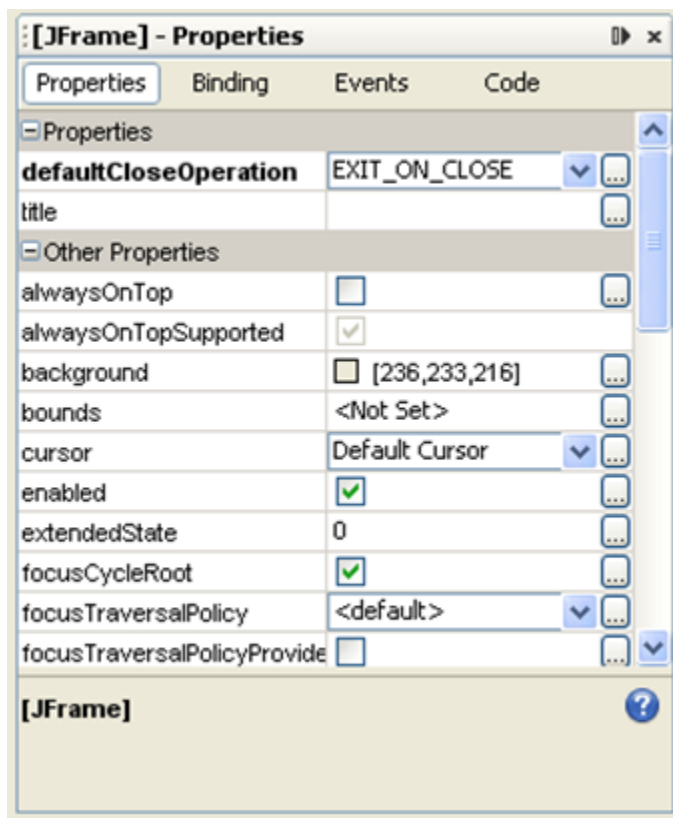 [JFrame] - Properties
Properties Binding Events Code
Properties
defaultCloseOperation EXIT_ON_CLOSE ...
title ...
Other Properties
alwaysOnTop ...
alwaysOnTopSupported
background [236,233,216] ...
bounds <Not Set> ...
cursor Default Cursor ...
enabled ...
extendedState 0 ...
focusCycleRoot ...
focusTraversalPolicy <default> ...
focusTraversalPolicyProvide ...
[JFrame] ?